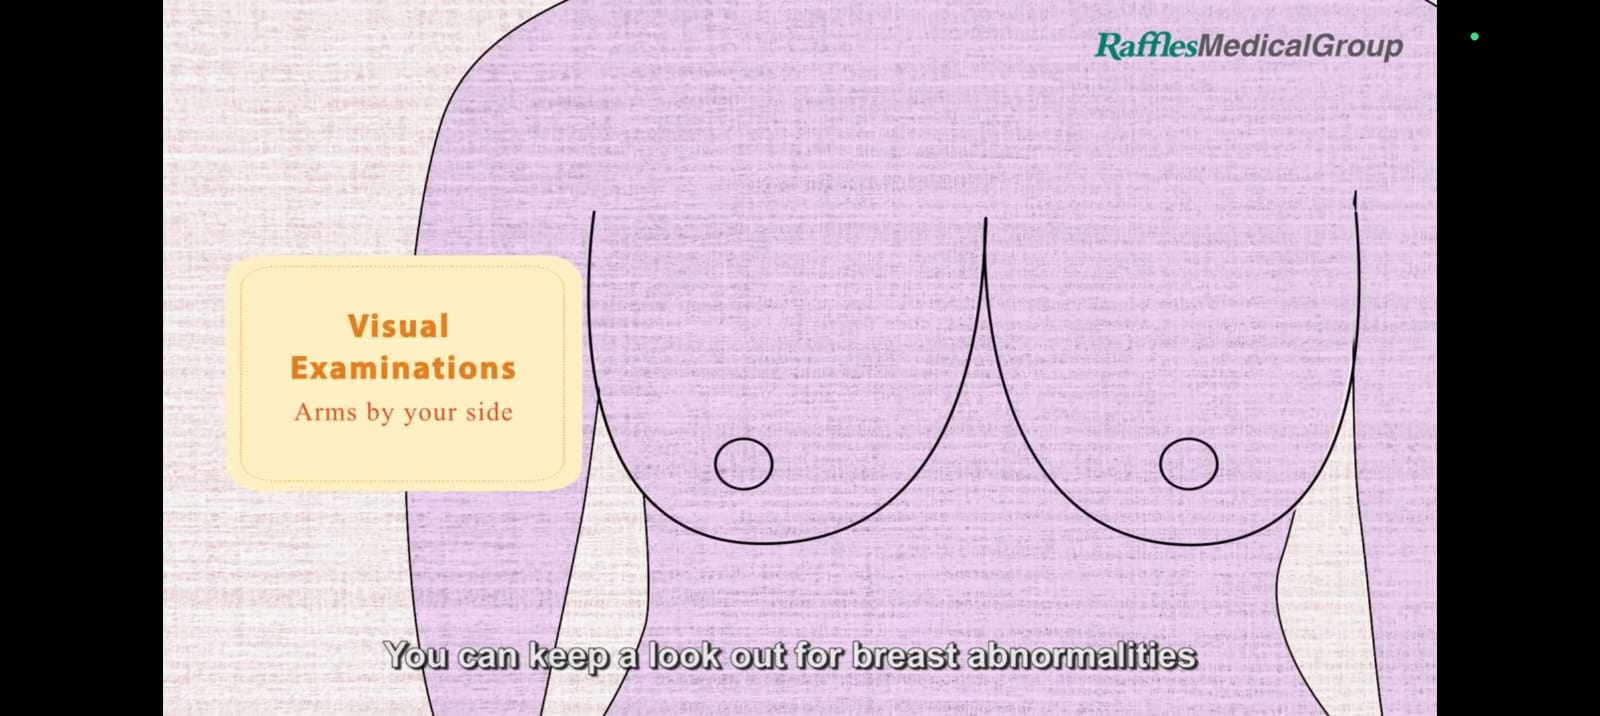 RafflesMedicalGroup
Visual
Examinations
Arms by your side
You can keep a look out for breast abnormalities